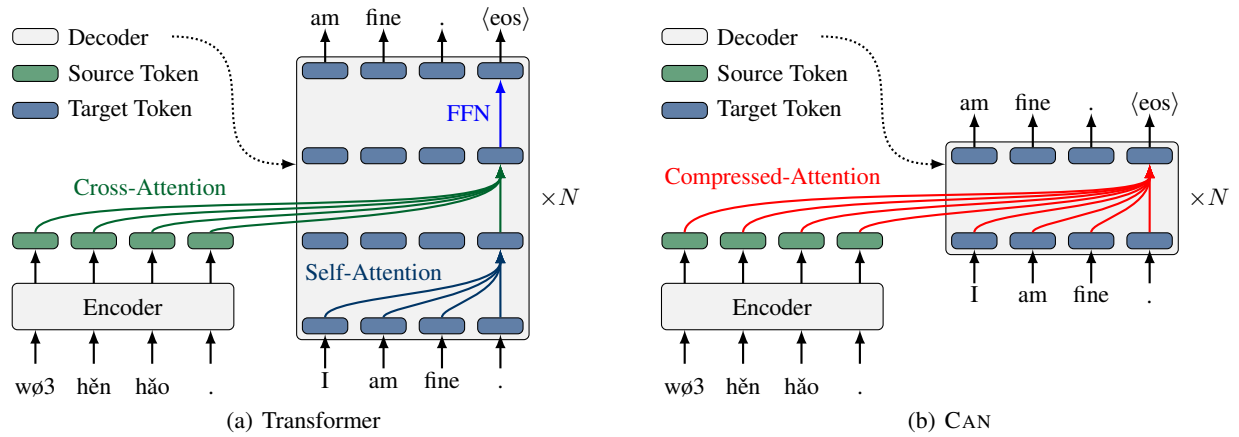 Decoder
Source Token
Target Token
am fine . ⟨eos⟩
FFN
Cross-Attention
×N
Self-Attention
Encoder
wø3 hěn hǎo .
I am fine .
(a) Transformer
Decoder
Source Token
Target Token
am fine . ⟨eos⟩
Compressed-Attention
×N
I am fine .
Encoder
wø3 hěn hǎo .
(b) CAN